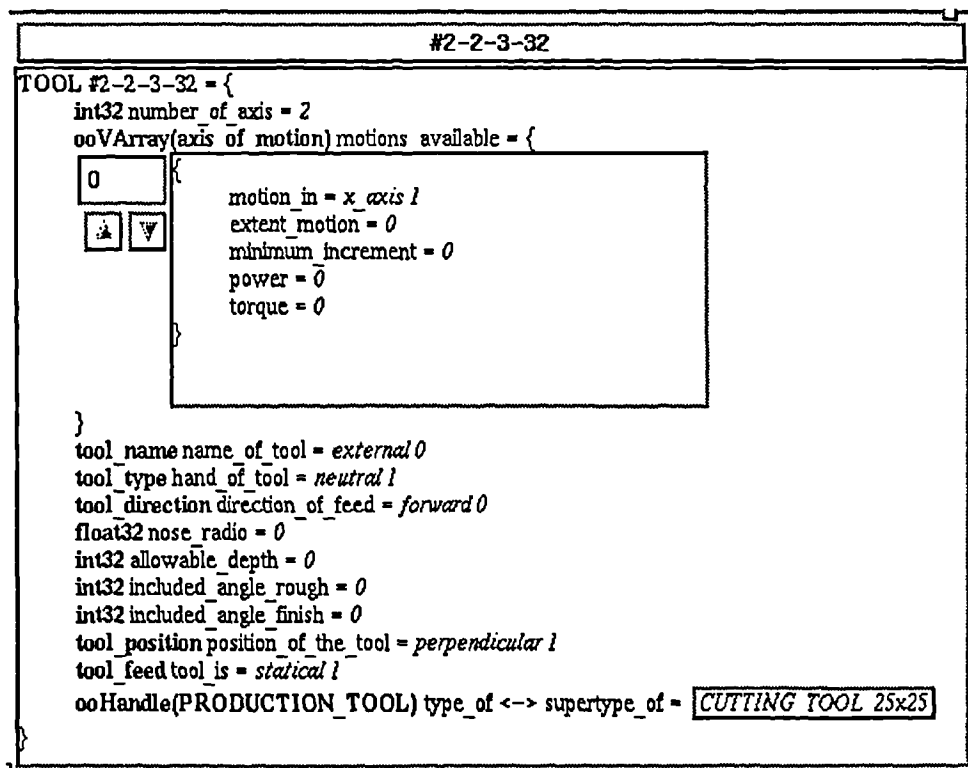 #2-2-3-32
TOOL #2-2-3-32 = {
int32 number_of_axis = 2
ooVArray(axis_of_motion) motions_available = {
0
{
motion_in = x_axis 1
extent_motion = 0
minimum_increment = 0
power = 0
torque = 0
}
}
tool_name name_of_tool = external 0
tool_type hand_of_tool = neutral 1
tool_direction direction_of_feed = forward 0
float32 nose_radio = 0
int32 allowable_depth = 0
int32 included_angle_rough = 0
int32 included_angle_finish = 0
tool_position position_of_the_tool = perpendicular 1
tool_feed tool_is = statical 1
ooHandle(PRODUCTION_TOOL) type_of <-> supertype_of = CUTTING TOOL 25x25
}